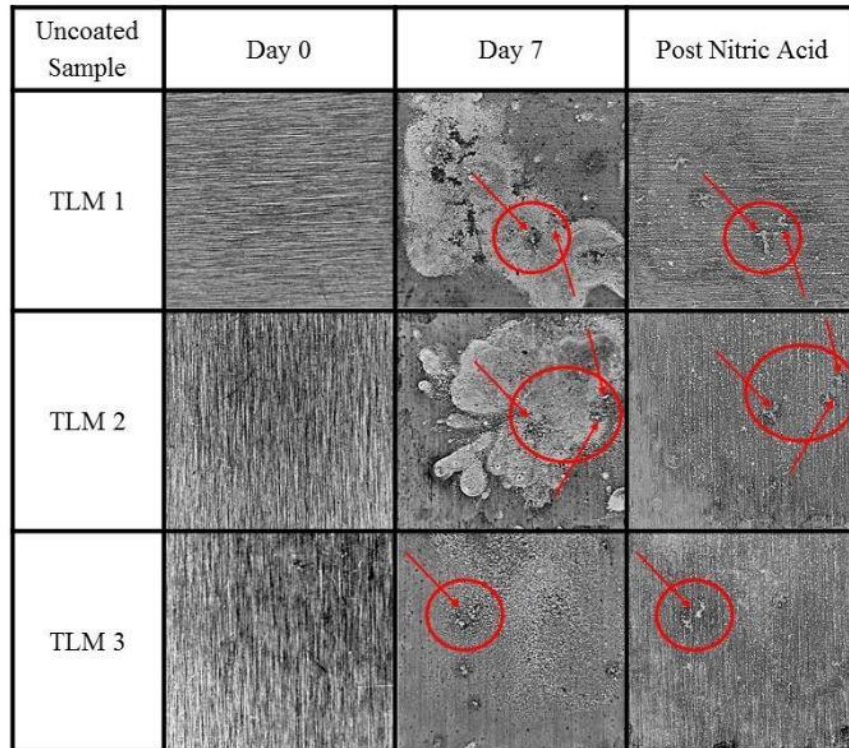 Uncoated
Sample
Day 0
Day 7
Post Nitric Acid
TLM 1
TLM 2
TLM 3